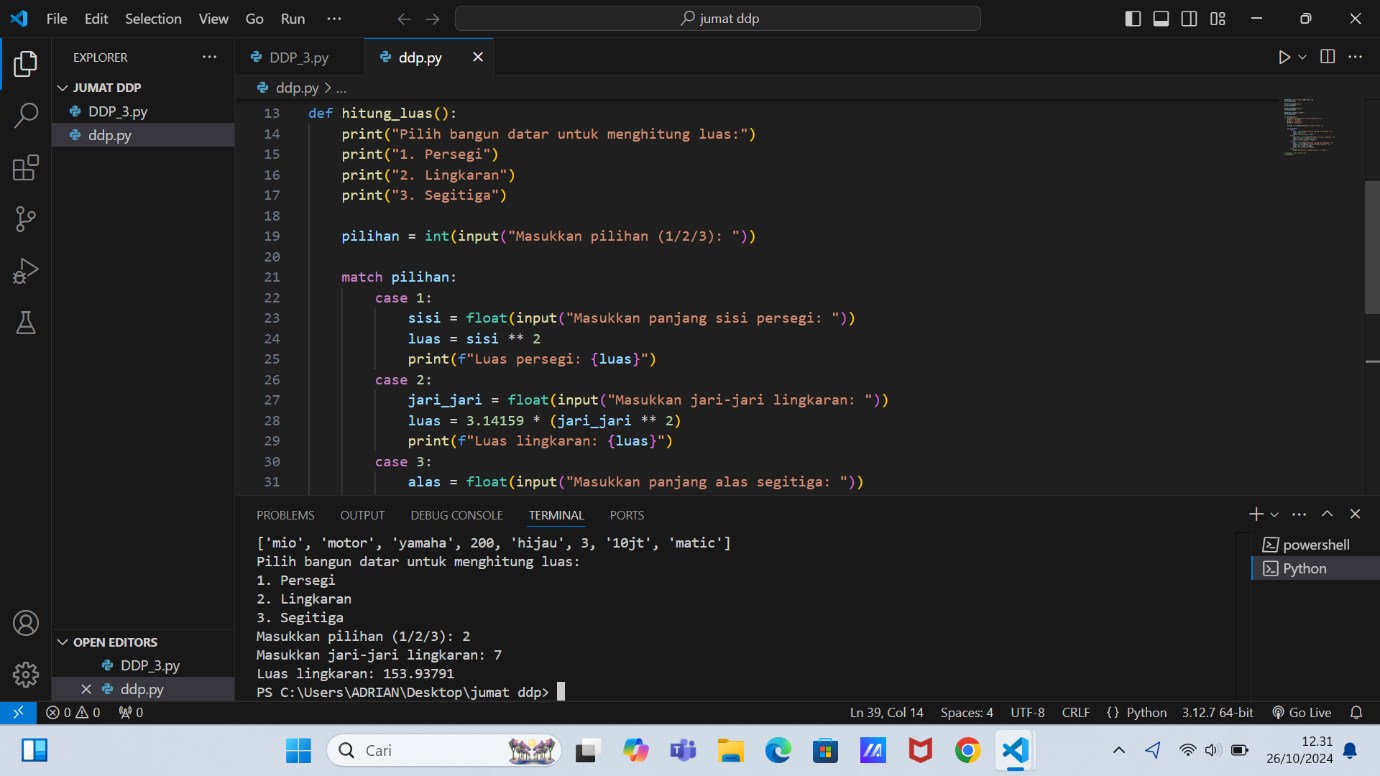 File Edit Selection View Go Run ... jumat ddp
EXPLORER ...
JUMAT DDP
DDP_3.py
ddp.py
DDP_3.py ddp.py
ddp.py > ...
13 def hitung_luas():
14 print("Pilih bangun datar untuk menghitung luas:")
15 print("1. Persegi")
16 print("2. Lingkaran")
17 print("3. Segitiga")
18
19 pilihan = int(input("Masukkan pilihan (1/2/3): "))
20
21 match pilihan:
22 case 1:
23 sisi = float(input("Masukkan panjang sisi persegi: "))
24 luas = sisi ** 2
25 print(f"Luas persegi: {luas}")
26 case 2:
27 jari_jari = float(input("Masukkan jari-jari lingkaran: "))
28 luas = 3.14159 * (jari_jari ** 2)
29 print(f"Luas lingkaran: {luas}")
30 case 3:
31 alas = float(input("Masukkan panjang alas segitiga: "))
PROBLEMS OUTPUT DEBUG CONSOLE TERMINAL PORTS
['mio', 'motor', 'yamaha', 200, 'hijau', 3, '10jt', 'matic']
Pilih bangun datar untuk menghitung luas:
1. Persegi
2. Lingkaran
3. Segitiga
Masukkan pilihan (1/2/3): 2
Masukkan jari-jari lingkaran: 7
Luas lingkaran: 153.93791
PS C:\Users\ADRIAN\Desktop\jumat ddp>
powershell
Python
OPEN EDITORS
DDP_3.py
ddp.py
0 0 0 Ln 39, Col 14 Spaces: 4 UTF-8 CRLF {} Python 3.12.7 64-bit Go Live
Cari
12.31
26/10/2024